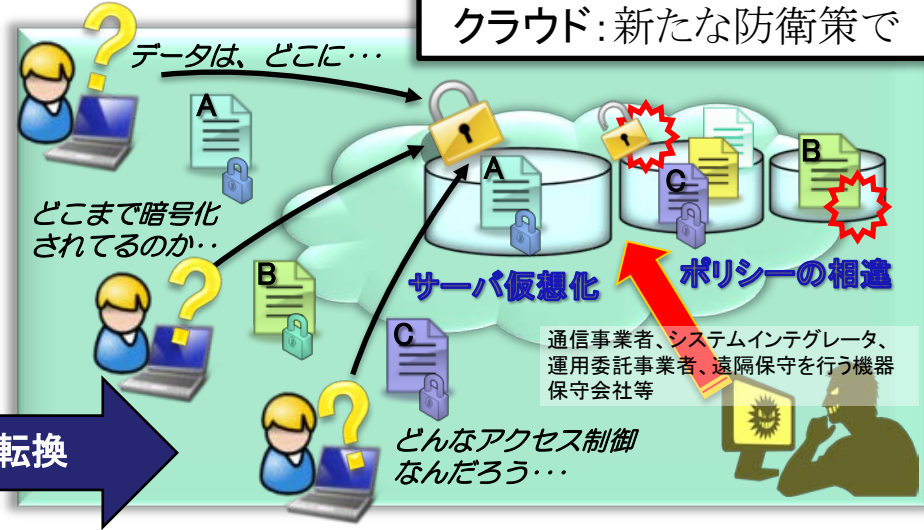 クラウド:新たな防衛策で
データは、どこに・・・
A
A
C
B
どこまで暗号化
されてるのか・・
B
サーバ仮想化
ポリシーの相違
C
通信事業者、システムインテグレータ、
運用委託事業者、遠隔保守を行う機器
保守会社等
転換
どんなアクセス制御
なんだろう・・・